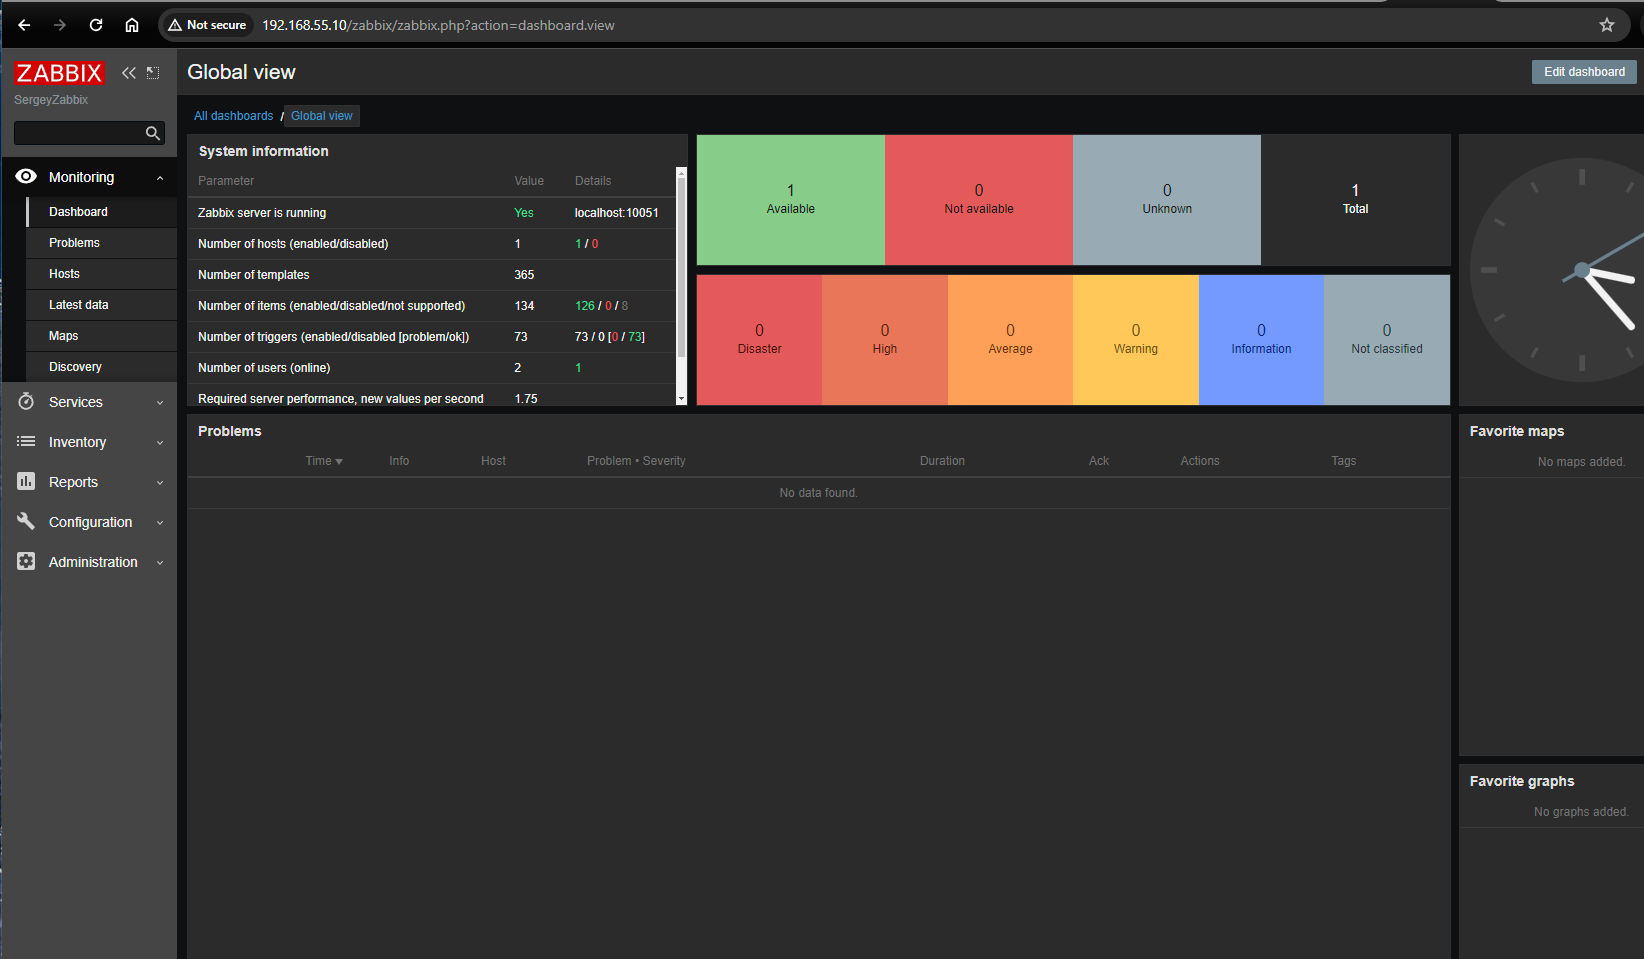 Not secure 192.168.55.10/zabbix/zabbix.php?action=dashboard.view
ZABBIX
SergeyZabbix
Monitoring
Dashboard
Problems
Hosts
Latest data
Maps
Discovery
Services
Inventory
Reports
Configuration
Administration
Global view
Edit dashboard
All dashboards / Global view
System information
Parameter Value Details
Zabbix server is running Yes localhost:10051
Number of hosts (enabled/disabled) 1 1 / 0
Number of templates 365
Number of items (enabled/disabled/not supported) 134 126 / 0 / 8
Number of triggers (enabled/disabled [problem/ok]) 73 73 / 0 [0 / 73]
Number of users (online) 2 1
Required server performance, new values per second 1.75
1 0 0 1
Available Not available Unknown Total
0 0 0 0 0 0
Disaster High Average Warning Information Not classified
Problems
Time Info Host Problem • Severity Duration Ack Actions Tags
No data found.
Favorite maps
No maps added.
Favorite graphs
No graphs added.